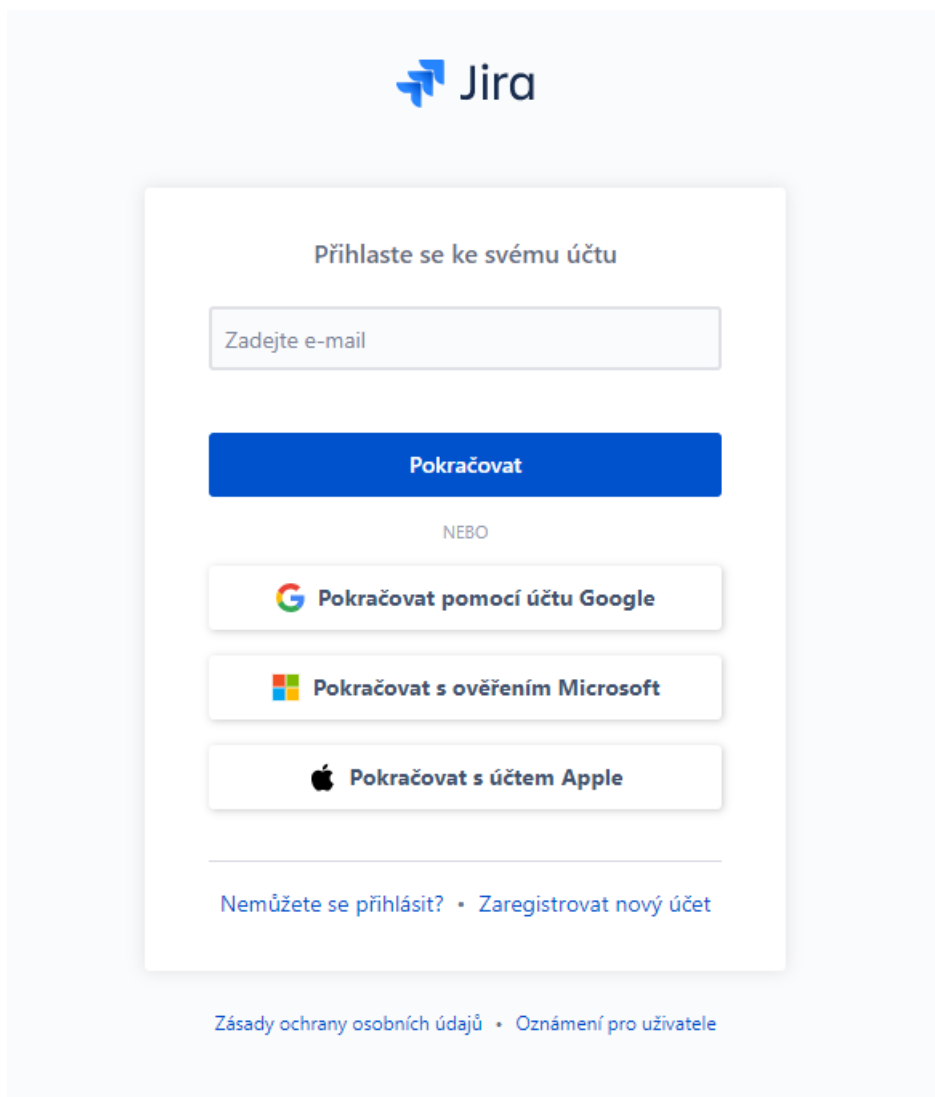 Jira
Přihlaste se ke svému účtu
Zadejte e-mail
Pokračovat
NEBO
Pokračovat pomocí účtu Google
Pokračovat s ověřením Microsoft
Pokračovat s účtem Apple
Nemůžete se přihlásit? • Zaregistrovat nový účet
Zásady ochrany osobních údajů • Oznámení pro uživatele